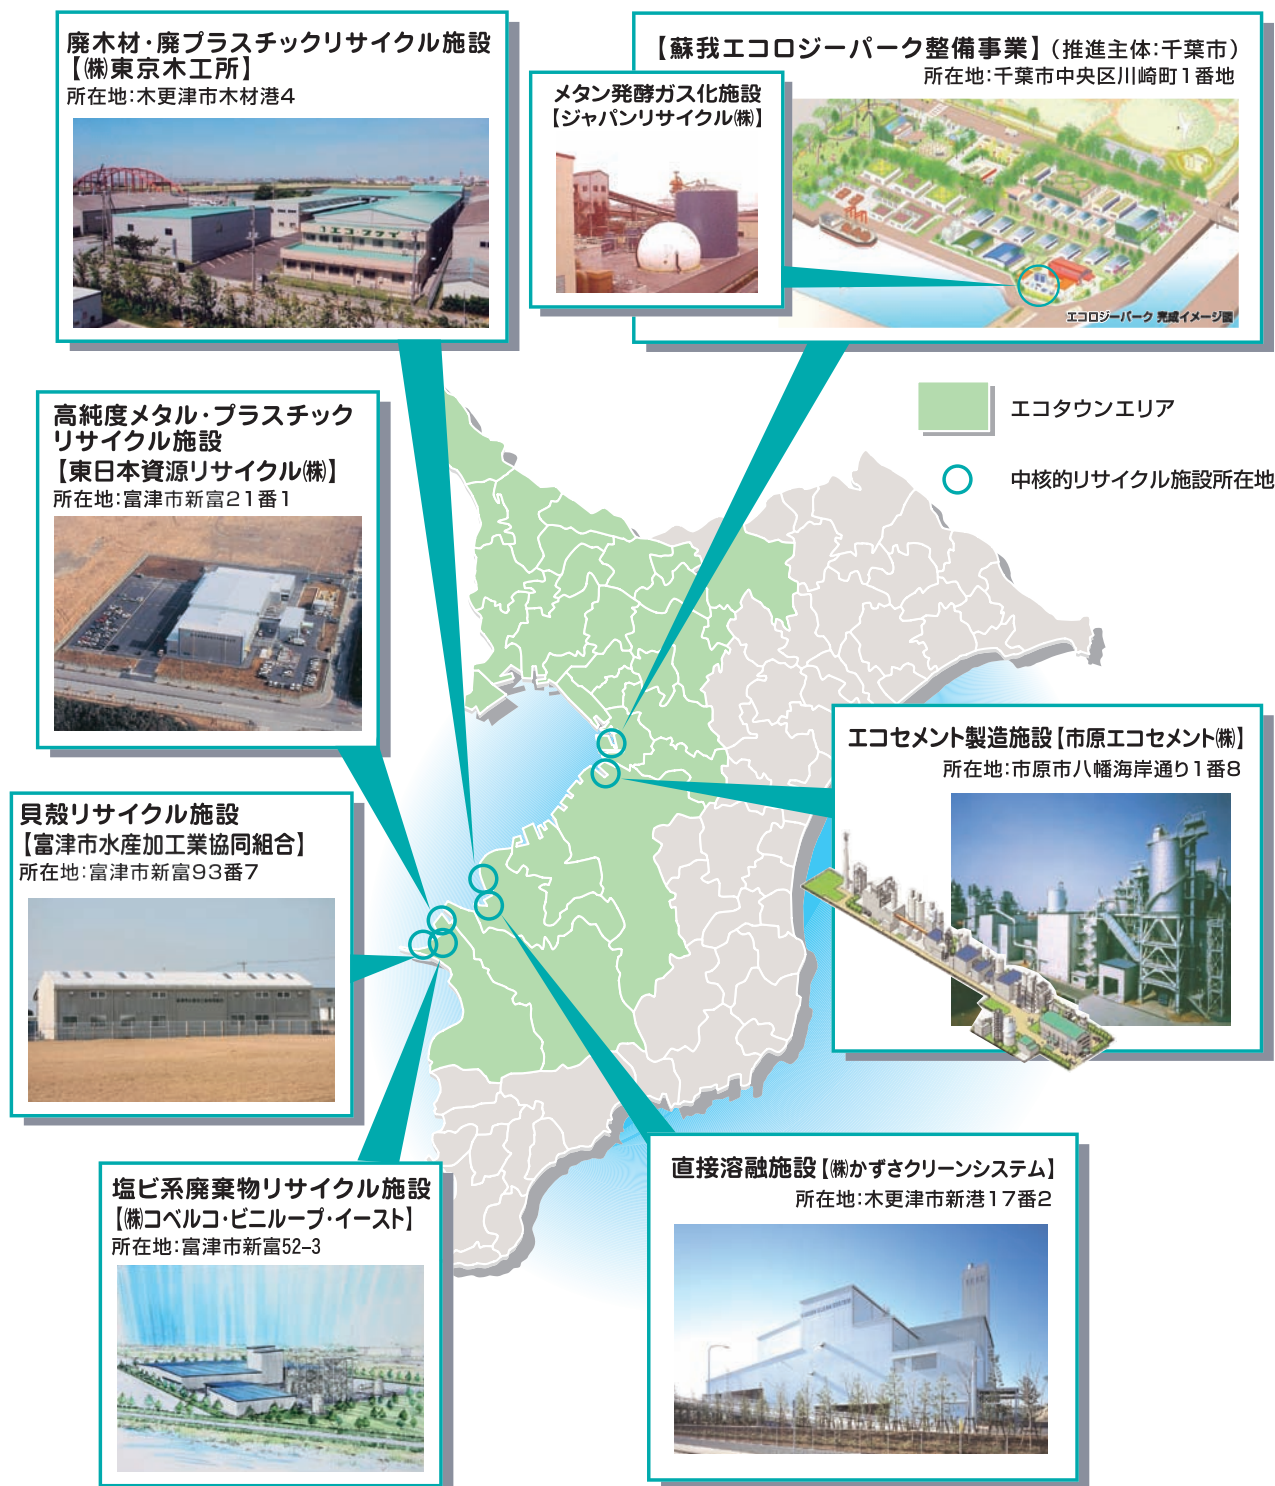 廃木材・廃プラスチックリサイクル施設
【㈱東京木工所】
所在地：木更津市木材港4
エコマテイ
【蘇我エコロジーパーク整備事業】（推進主体：千葉市）
所在地：千葉市中央区川崎町1番地
メタン発酵ガス化施設
【ジャパンリサイクル㈱】
エコロジーパーク 完成イメージ図
エコタウンエリア
中核的リサイクル施設所在地
高純度メタル・プラスチック
リサイクル施設
【東日本資源リサイクル㈱】
所在地：富津市新富21番1
エコセメント製造施設【市原エコセメント㈱】
所在地：市原市八幡海岸通り1番8
貝殻リサイクル施設
【富津市水産加工業協同組合】
所在地：富津市新富93番7
塩ビ系廃棄物リサイクル施設
【㈱コベルコ・ビニループ・イースト】
所在地：富津市新富52-3
直接溶融施設【㈱かずさクリーンシステム】
所在地：木更津市新港17番2